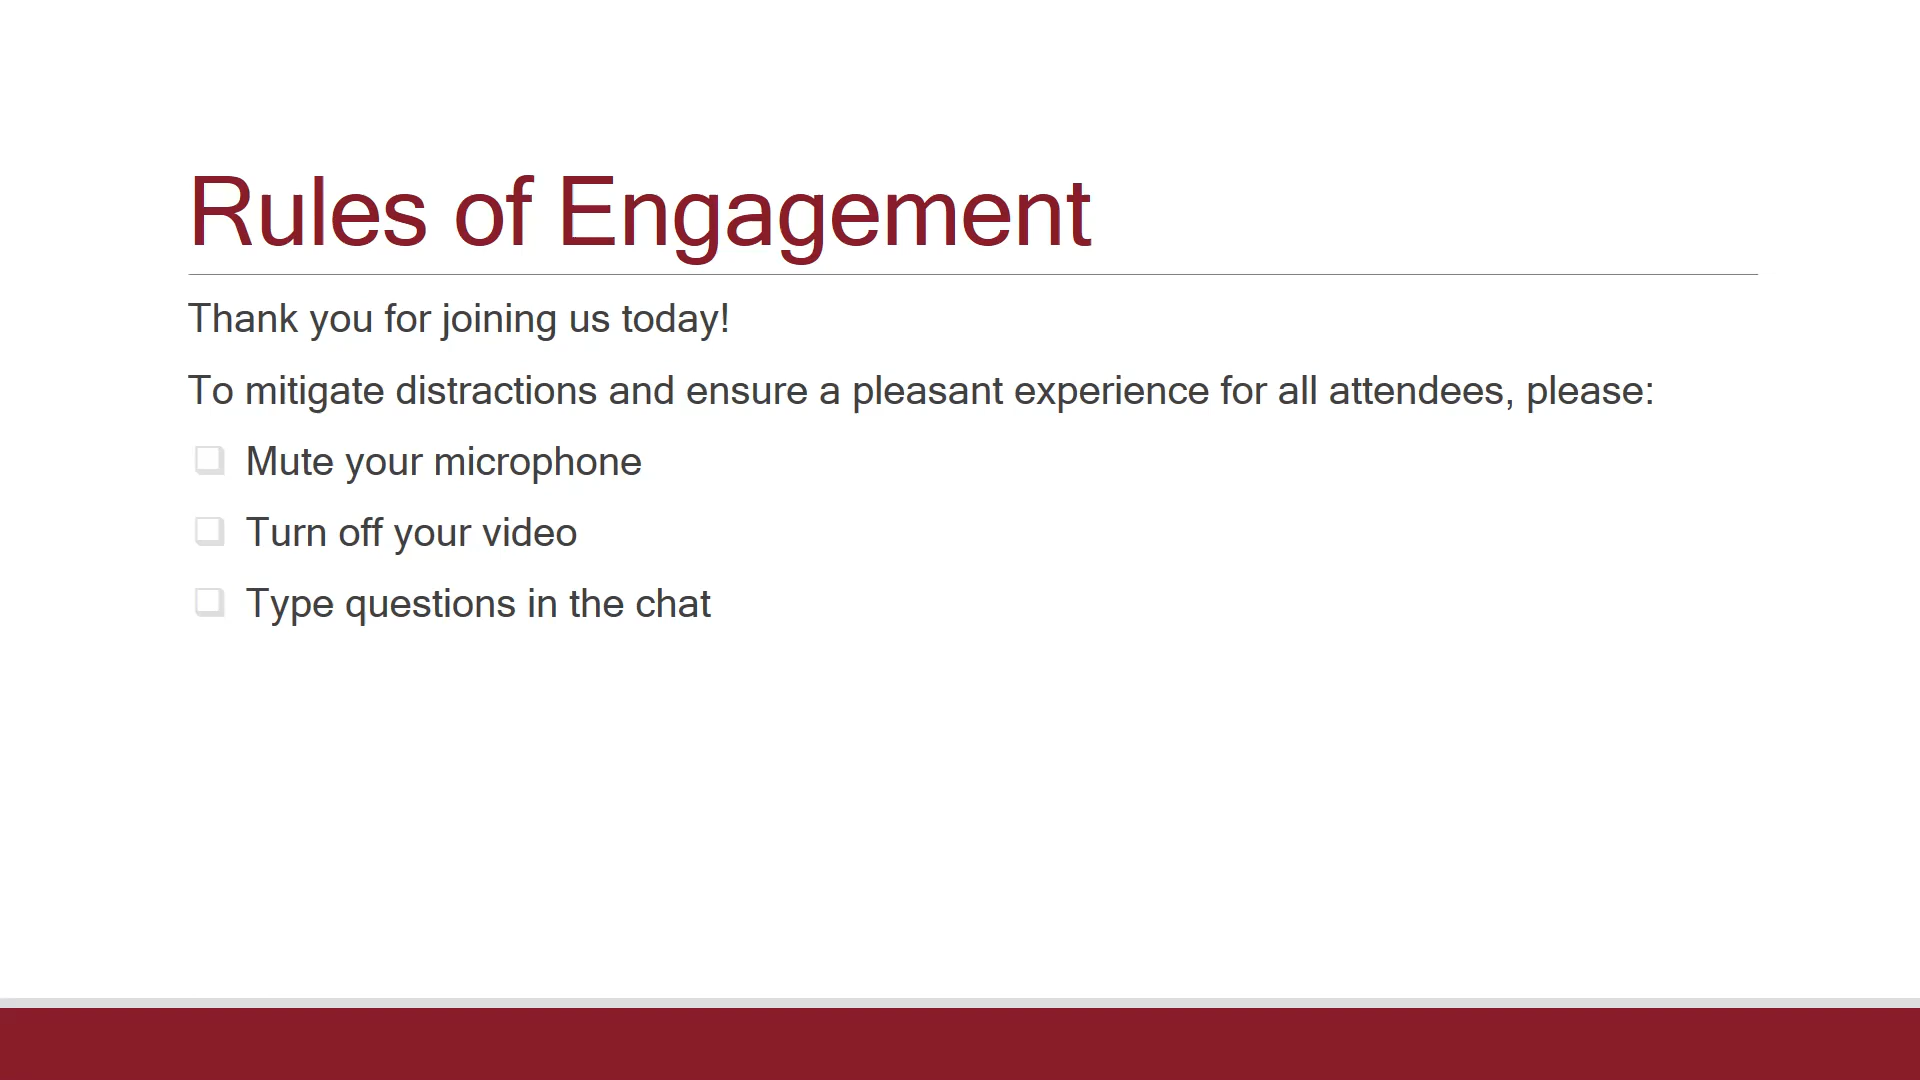 Rules of Engagement
Thank you for joining us today!
To mitigate distractions and ensure a pleasant experience for all attendees, please:
Mute your microphone
Turn off your video
Type questions in the chat